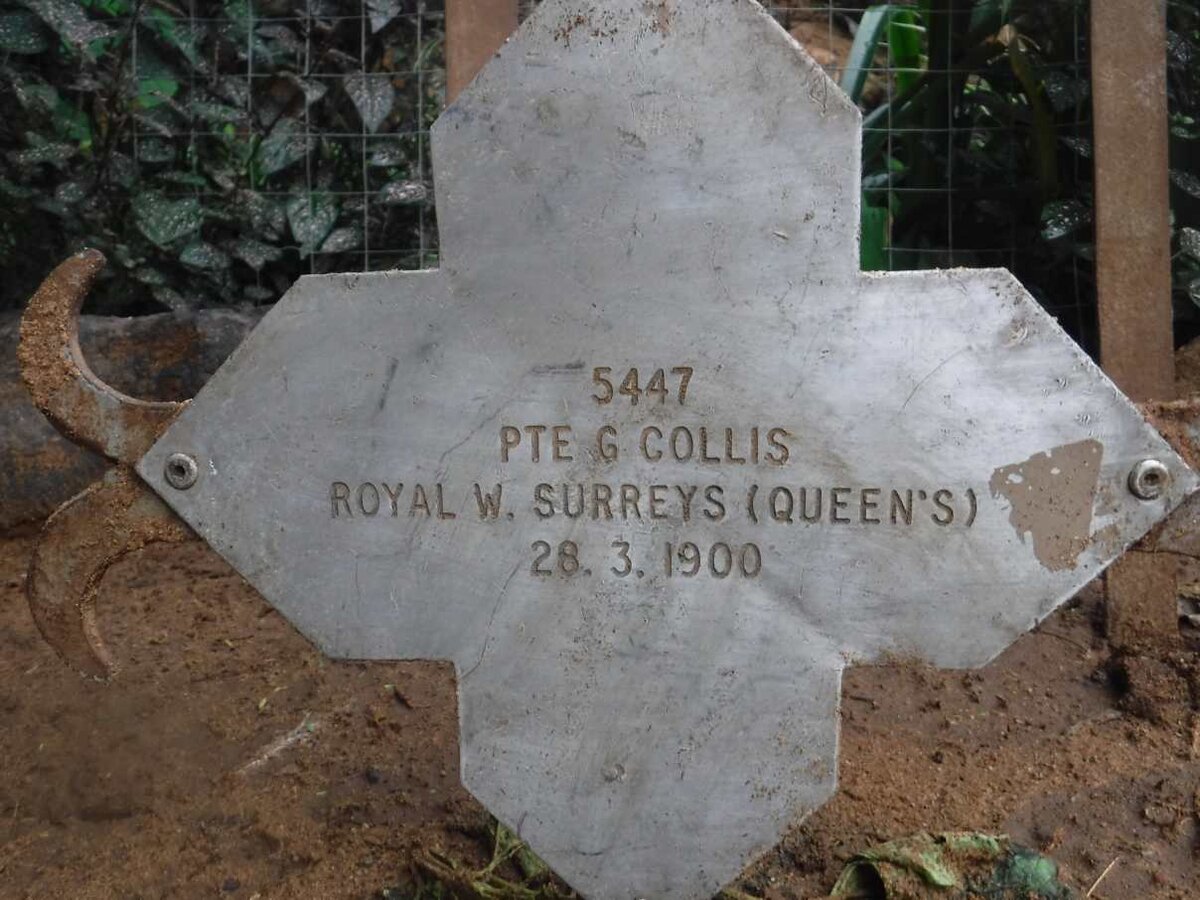 5447
PTE G COLLIS
ROYAL W. SURREYS (QUEEN'S)
28. 3. 1900